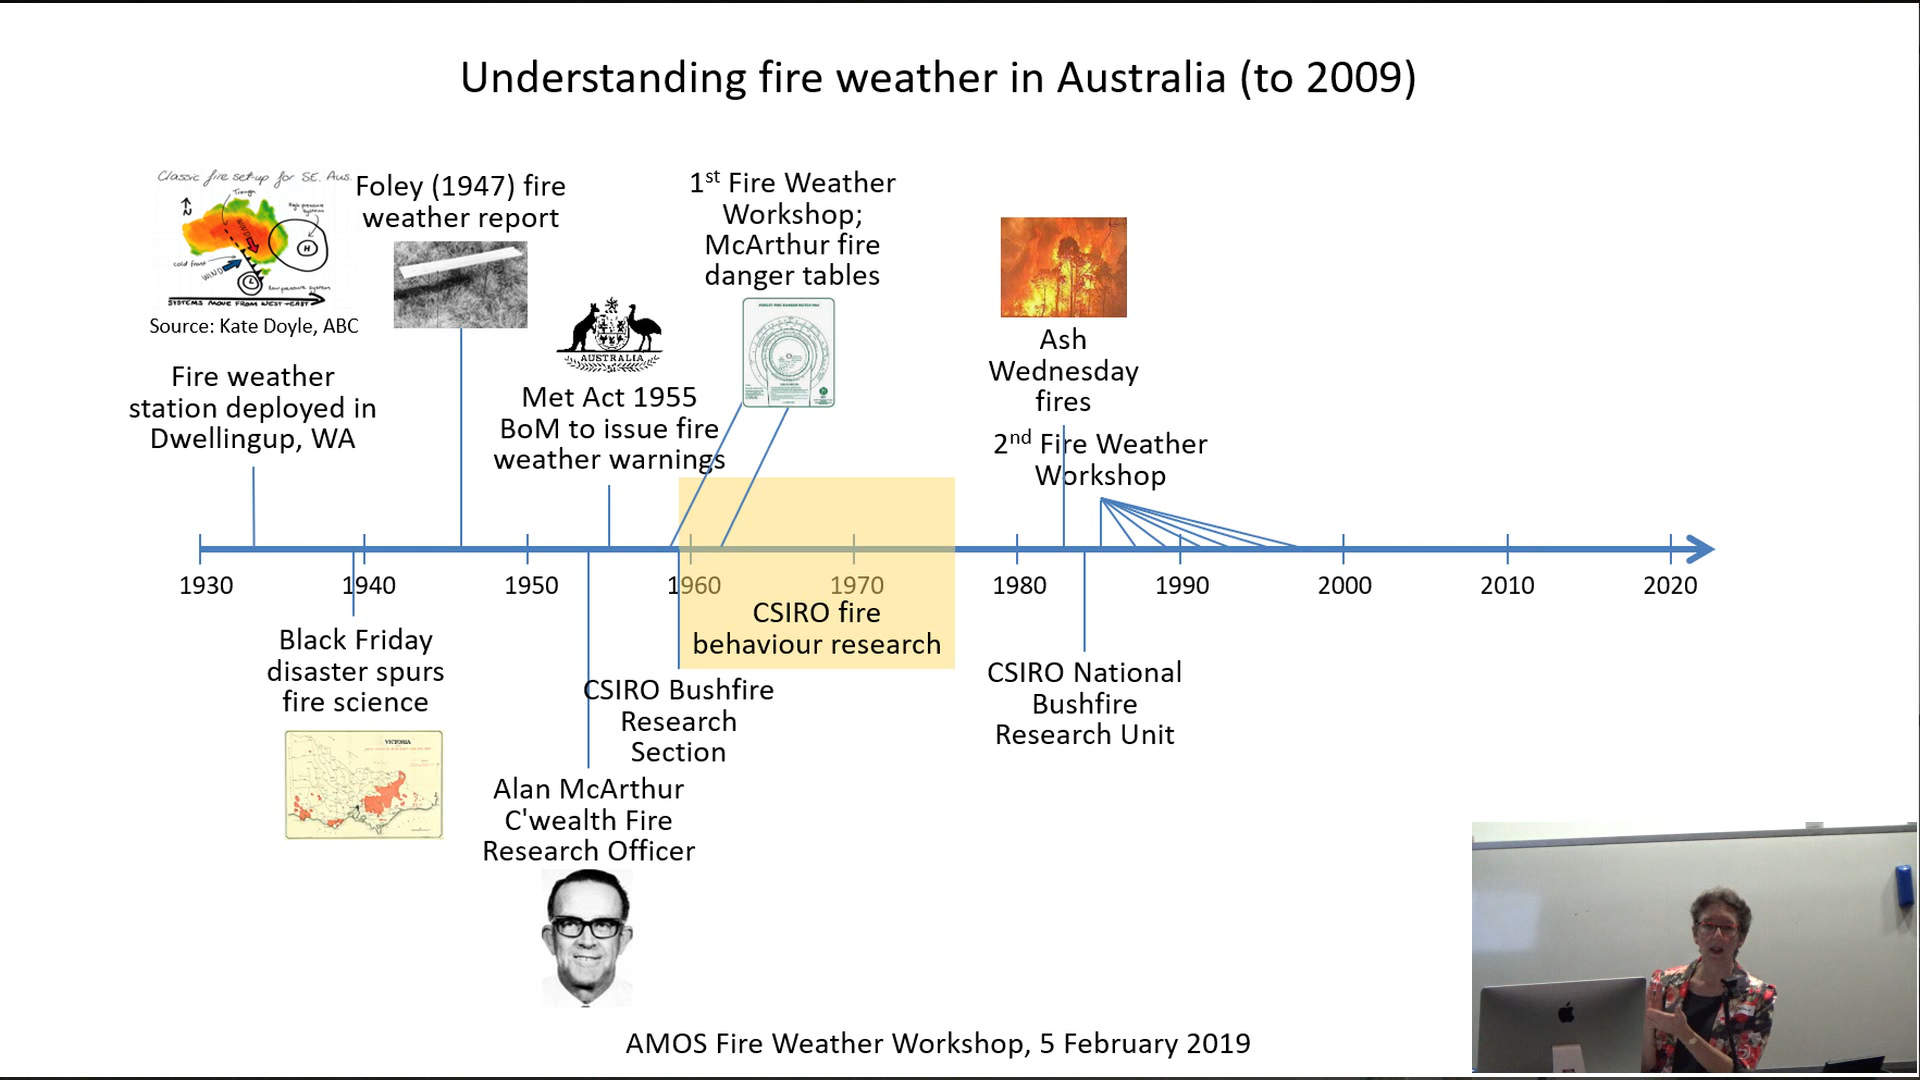 Understanding fire weather in Australia (to 2009)
Classic fire set-up for SE. Aus.
Trough
N
High pressure
system
WIND
H
cold front
WIND
L
low pressure system
SYSTEMS MOVE FROM WEST → EAST
Source: Kate Doyle, ABC
Fire weather
station deployed in
Dwellingup, WA
Foley (1947) fire
weather report
AUSTRALIA
Met Act 1955
BoM to issue fire
weather warnings
1st Fire Weather
Workshop;
McArthur fire
danger tables
Ash
Wednesday
fires
2nd Fire Weather
Workshop
1930
1940
1950
1960
1970
1980
1990
2000
2010
2020
CSIRO fire
behaviour research
Black Friday
disaster spurs
fire science
VICTORIA
CSIRO Bushfire
Research
Section
Alan McArthur
C'wealth Fire
Research Officer
CSIRO National
Bushfire
Research Unit
AMOS Fire Weather Workshop, 5 February 2019